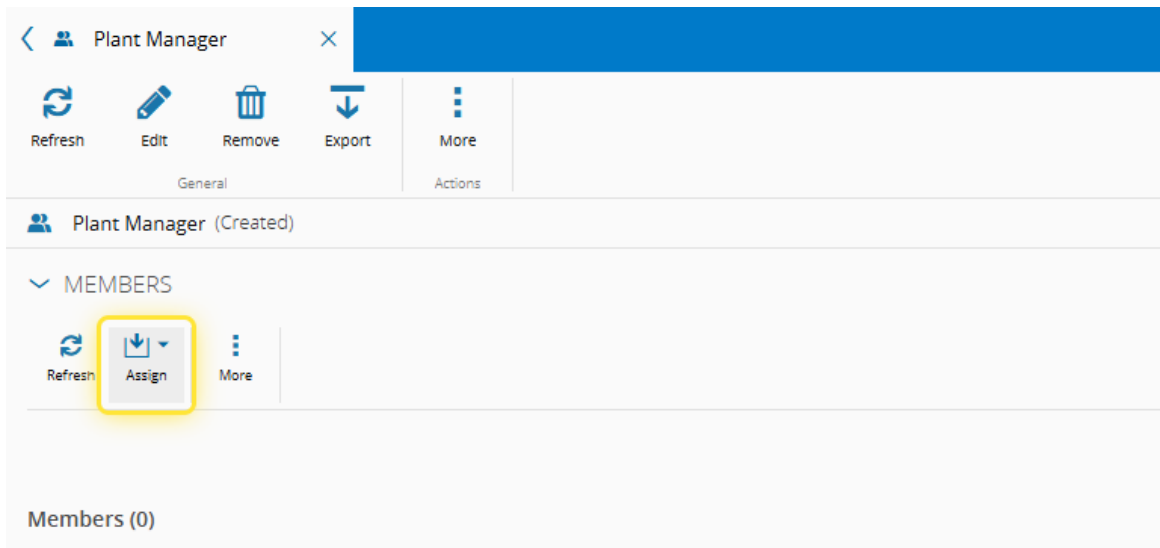 Plant Manager
Refresh Edit Remove Export More
General Actions
Plant Manager (Created)
MEMBERS
Refresh Assign More
Members (0)